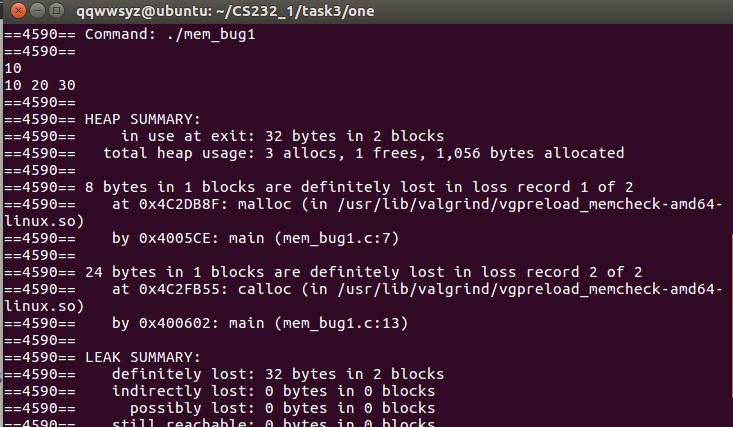 qqwwsyz@ubuntu: ~/CS232_1/task3/one
==4590== Command: ./mem_bug1
==4590==
10
10 20 30
==4590==
==4590== HEAP SUMMARY:
==4590==     in use at exit: 32 bytes in 2 blocks
==4590==   total heap usage: 3 allocs, 1 frees, 1,056 bytes allocated
==4590==
==4590== 8 bytes in 1 blocks are definitely lost in loss record 1 of 2
==4590==    at 0x4C2DB8F: malloc (in /usr/lib/valgrind/vgpreload_memcheck-amd64-
linux.so)
==4590==    by 0x4005CE: main (mem_bug1.c:7)
==4590==
==4590== 24 bytes in 1 blocks are definitely lost in loss record 2 of 2
==4590==    at 0x4C2FB55: calloc (in /usr/lib/valgrind/vgpreload_memcheck-amd64-
linux.so)
==4590==    by 0x400602: main (mem_bug1.c:13)
==4590==
==4590== LEAK SUMMARY:
==4590==    definitely lost: 32 bytes in 2 blocks
==4590==    indirectly lost: 0 bytes in 0 blocks
==4590==      possibly lost: 0 bytes in 0 blocks
==4590==    still reachable: 0 bytes in 0 blocks